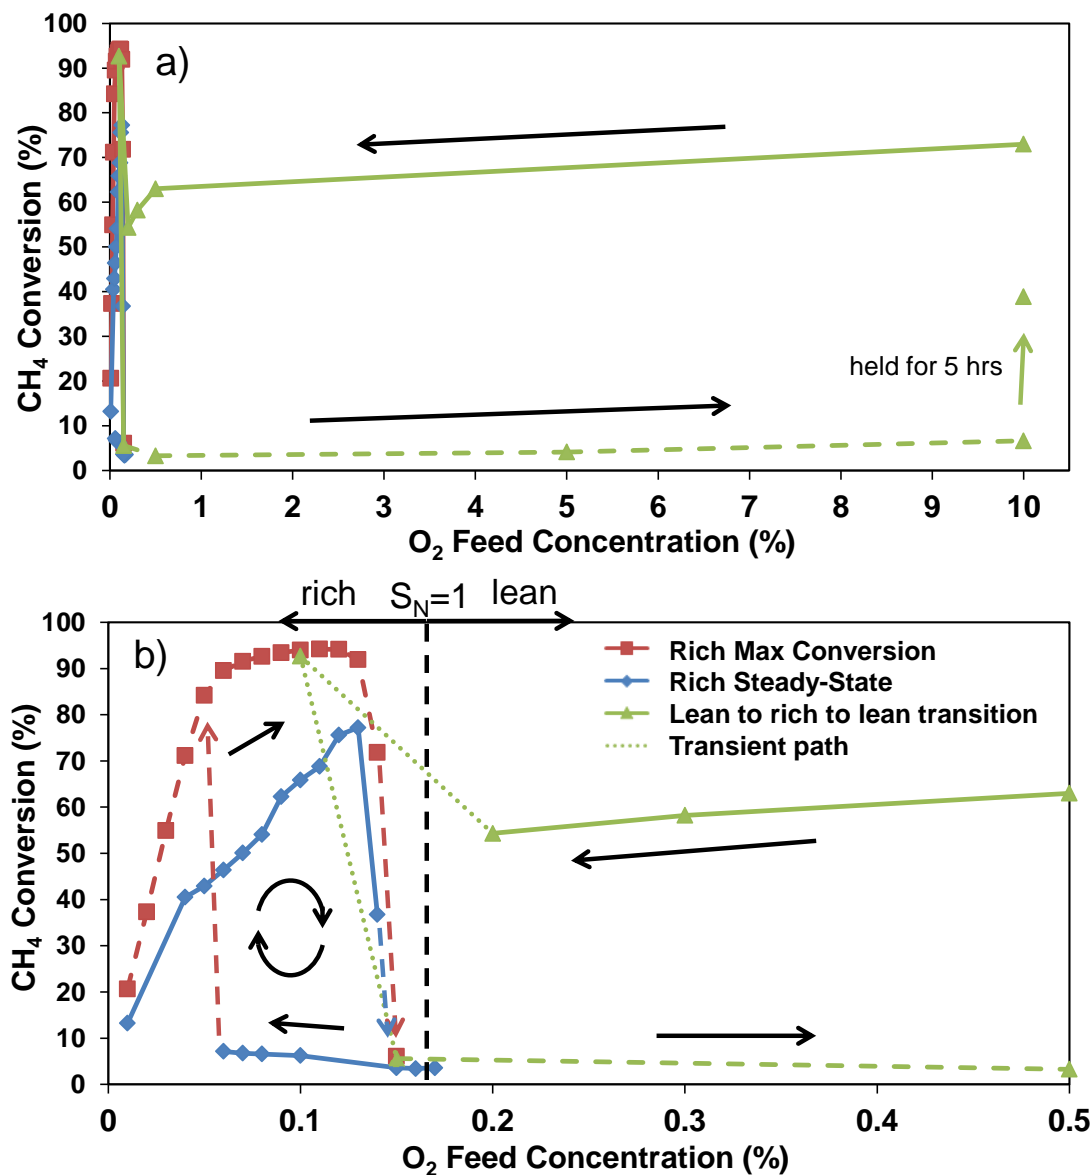 100
90
80
70
60
50
40
30
20
10
0
CH₄ Conversion (%)
a)
held for 5 hrs
0 1 2 3 4 5 6 7 8 9 10
O₂ Feed Concentration (%)
rich S_N=1 lean
100
90
80
70
60
50
40
30
20
10
0
CH₄ Conversion (%)
b)
Rich Max Conversion
Rich Steady-State
Lean to rich to lean transition
Transient path
0 0.1 0.2 0.3 0.4 0.5
O₂ Feed Concentration (%)